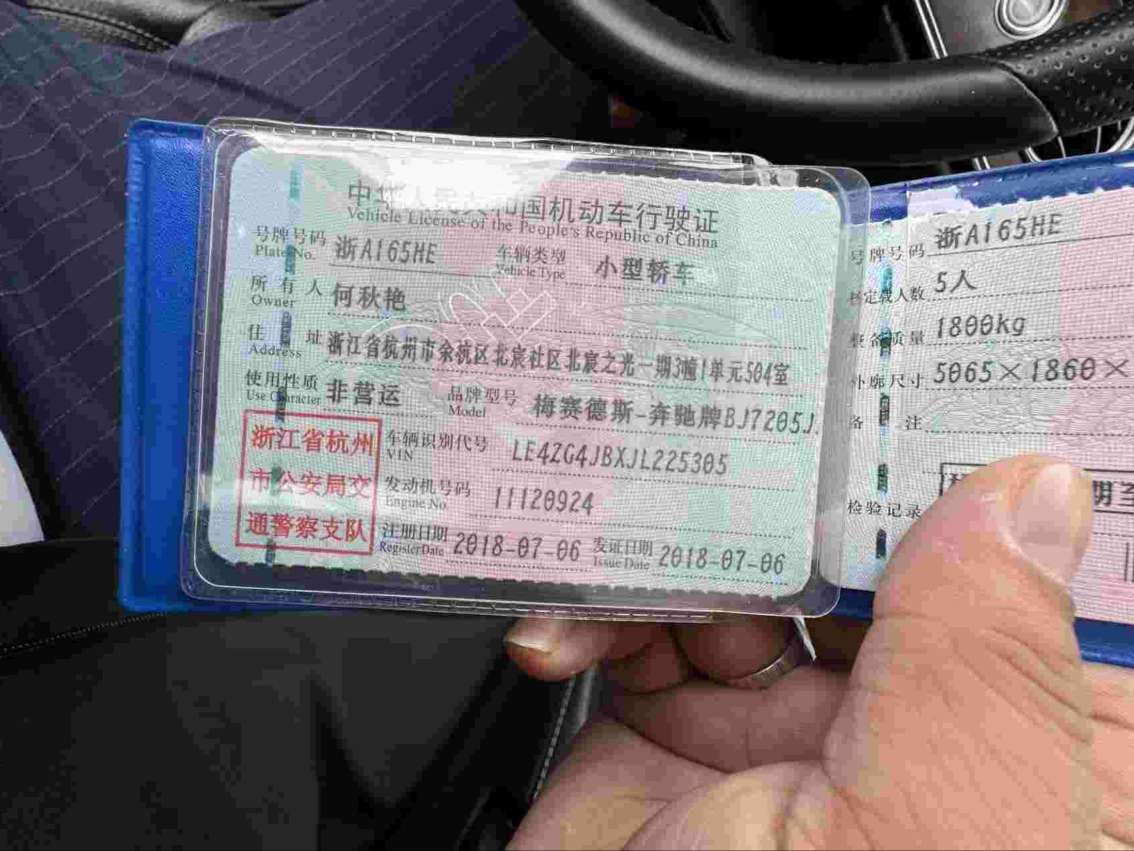 中华人民共和国机动车行驶证
Vehicle License of the People's Republic of China
号牌号码 浙A165HE 车辆类型 小型轿车
Plate No. Vehicle Type
所有人 何秋艳
Owner
住址 浙江省杭州市余杭区北宸社区北宸之光一期3幢1单元504室
Address
使用性质 非营运 品牌型号 梅赛德斯-奔驰牌BJ7205J
Use Character Model
浙江省杭州
市公安局交
通警察支队
车辆识别代号 LE4ZG4JBXJL225305
VIN
发动机号码 11120924
Engine No.
注册日期 2018-07-06 发证日期 2018-07-06
Register Date Issue Date
号牌号码 浙A165HE
核定载人数 5人
整备质量 1800kg
外廓尺寸 5065×1860×
备注
检验记录